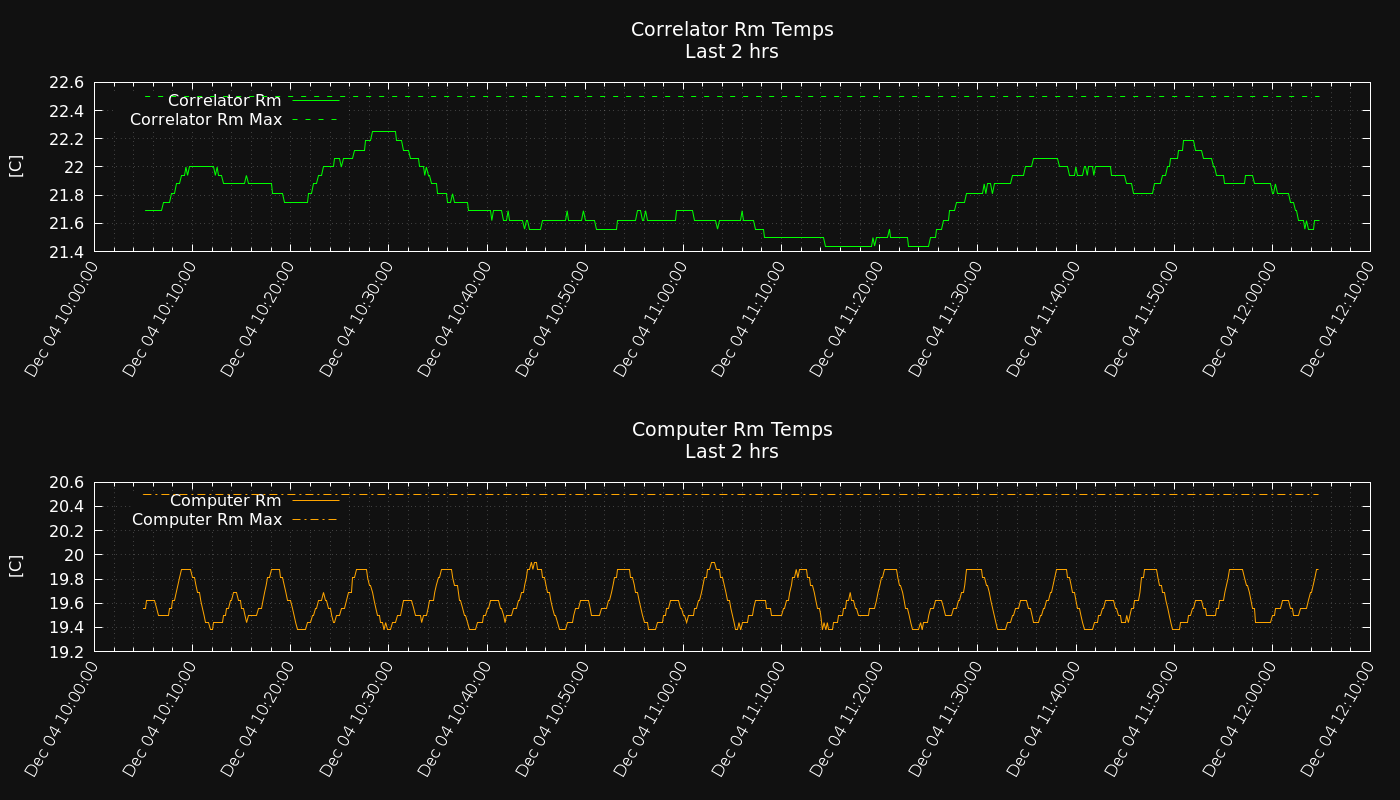 Correlator Rm Temps
Last 2 hrs
22.6
22.4
22.2
22
21.8
21.6
21.4
[C]
Correlator Rm
Correlator Rm Max
Dec 04 10:00:00
Dec 04 10:10:00
Dec 04 10:20:00
Dec 04 10:30:00
Dec 04 10:40:00
Dec 04 10:50:00
Dec 04 11:00:00
Dec 04 11:10:00
Dec 04 11:20:00
Dec 04 11:30:00
Dec 04 11:40:00
Dec 04 11:50:00
Dec 04 12:00:00
Dec 04 12:10:00
Computer Rm Temps
Last 2 hrs
20.6
20.4
20.2
20
19.8
19.6
19.4
19.2
[C]
Computer Rm
Computer Rm Max
Dec 04 10:00:00
Dec 04 10:10:00
Dec 04 10:20:00
Dec 04 10:30:00
Dec 04 10:40:00
Dec 04 10:50:00
Dec 04 11:00:00
Dec 04 11:10:00
Dec 04 11:20:00
Dec 04 11:30:00
Dec 04 11:40:00
Dec 04 11:50:00
Dec 04 12:00:00
Dec 04 12:10:00